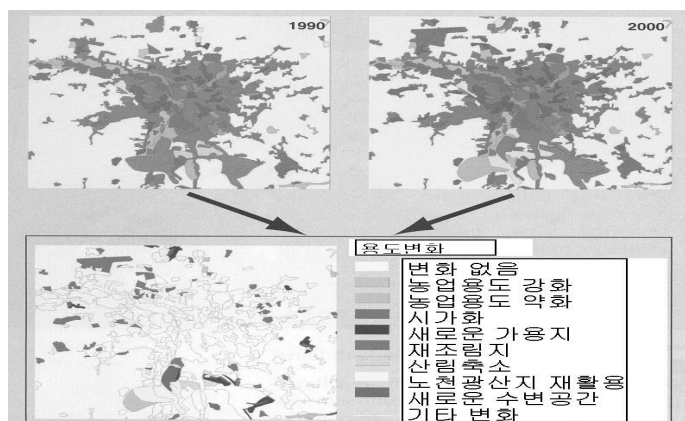 1990
2000
용도변화
변화 없음
농업용도 강화
농업용도 약화
시가화
새로운 가용지
재조림지
산림축소
노천광산지 재활용
새로운 수변공간
기타 변화